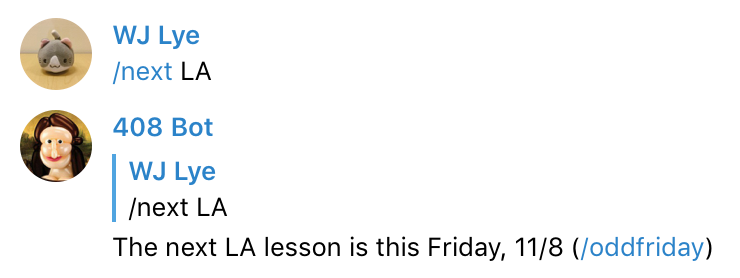 WJ Lye
/next LA
408 Bot
WJ Lye
/next LA
The next LA lesson is this Friday, 11/8 (/oddfriday)